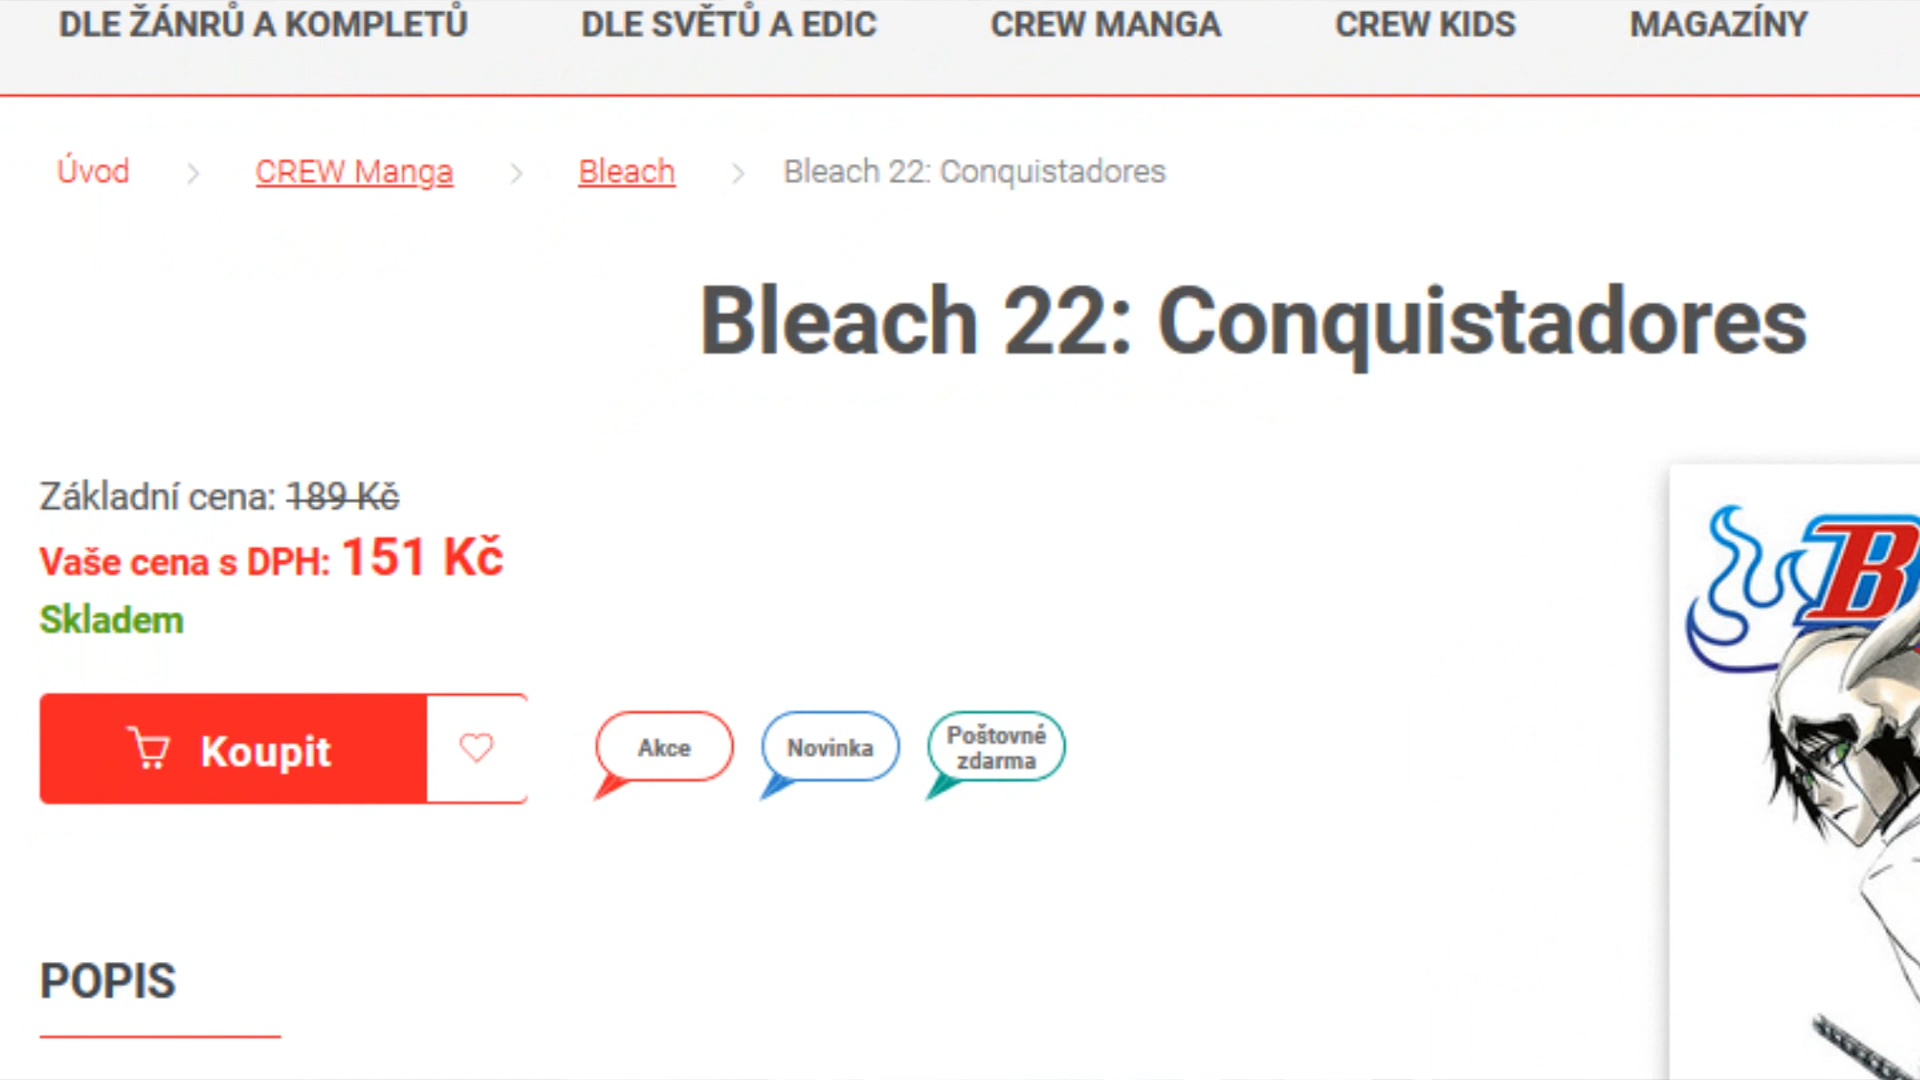 DLE ŽÁNRŮ A KOMPLETŮ DLE SVĚTŮ A EDIC CREW MANGA CREW KIDS MAGAZÍNY
Úvod > CREW Manga > Bleach > Bleach 22: Conquistadores
Bleach 22: Conquistadores
Základní cena: 189 Kč
Vaše cena s DPH: 151 Kč
Skladem
Koupit
Akce
Novinka
Poštovné
zdarma
POPIS
B